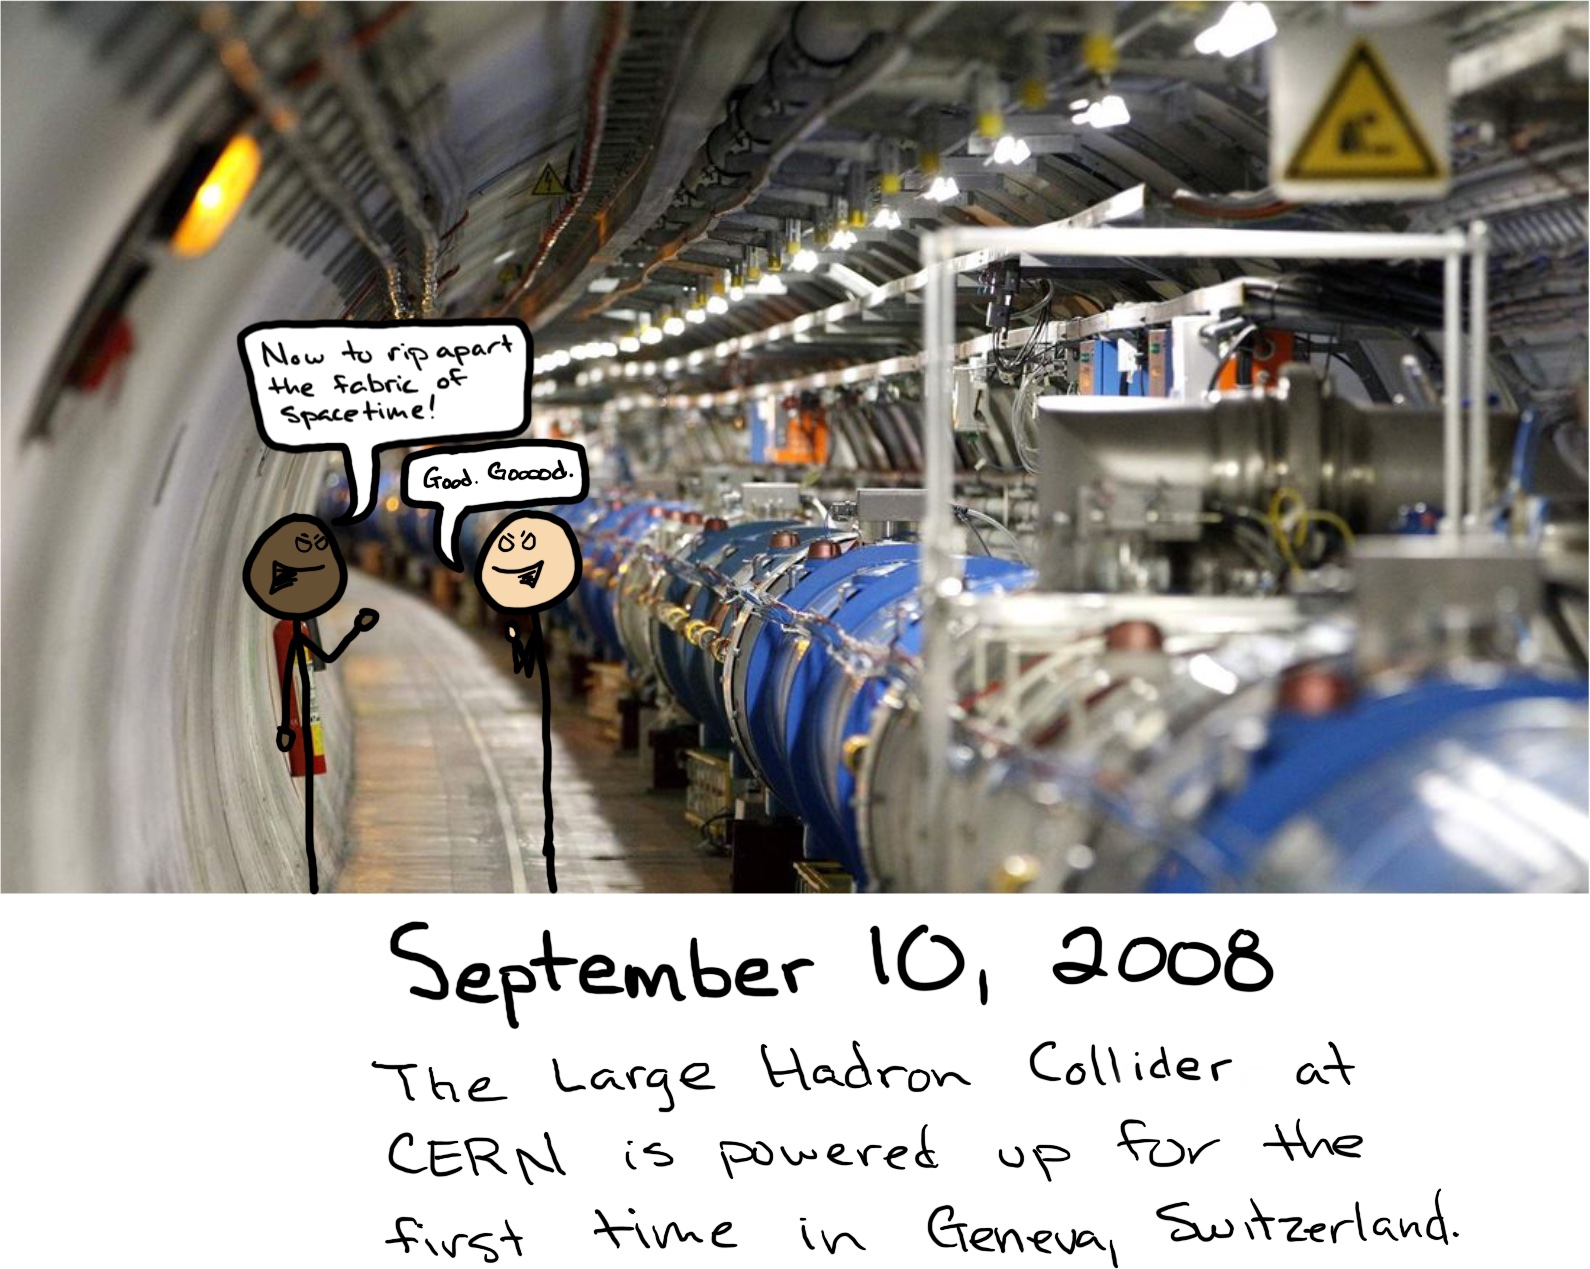 Now to rip apart
the fabric of
spacetime!
Good. Gooood.
September 10, 2008
The Large Hadron Collider at
CERN is powered up for the
first time in Geneva, Switzerland.